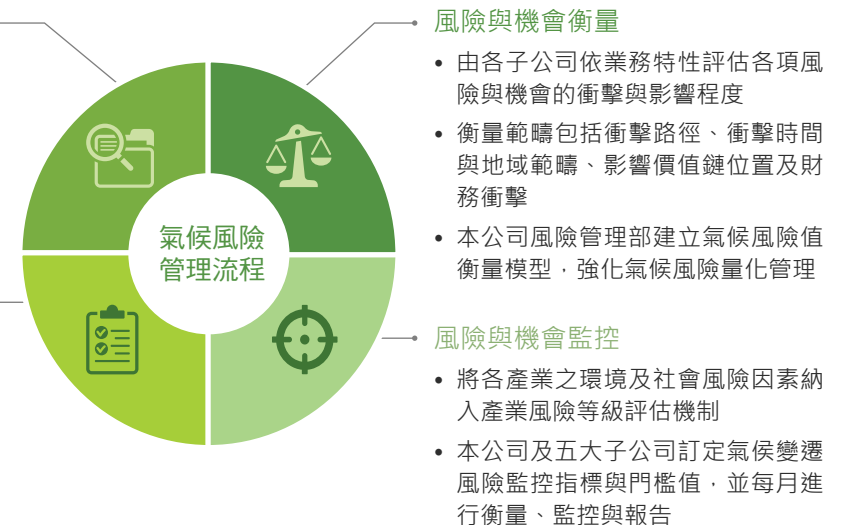 氣候風險
管理流程
風險與機會衡量
• 由各子公司依業務特性評估各項風
險與機會的衝擊與影響程度
• 衡量範疇包括衝擊路徑、衝擊時間
與地域範疇、影響價值鏈位置及財
務衝擊
• 本公司風險管理部建立氣候風險值
衡量模型，強化氣候風險量化管理
風險與機會監控
• 將各產業之環境及社會風險因素納
入產業風險等級評估機制
• 本公司及五大子公司訂定氣候變遷
風險監控指標與門檻值，並每月進
行衡量、監控與報告